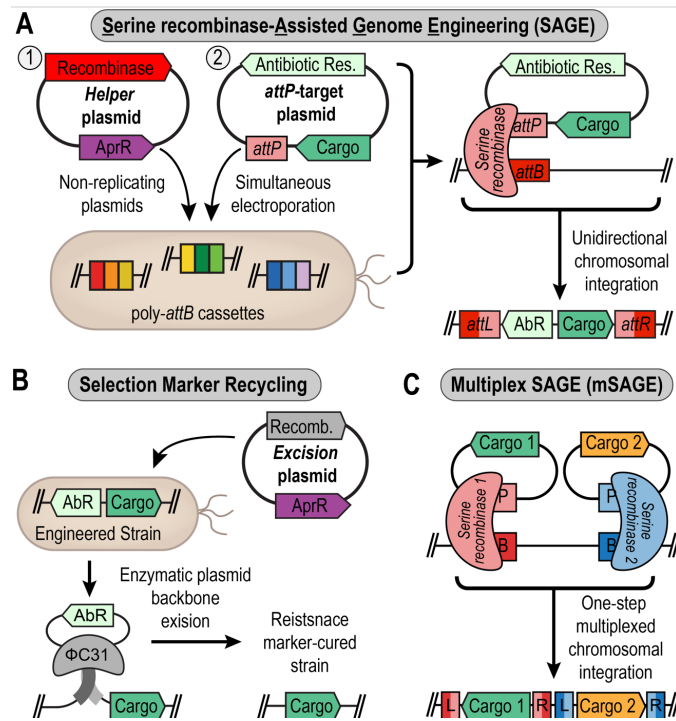 A
Serine recombinase-Assisted Genome Engineering (SAGE)
1
Recombinase
Helper
plasmid
AprR
2
Antibiotic Res.
attP-target
plasmid
attP
Cargo
Non-replicating
plasmids
Simultaneous
electroporation
poly-attB cassettes
Antibiotic Res.
Serine
recombinase
attP
Cargo
attB
Unidirectional
chromosomal
integration
attL
AbR
Cargo
attR
B
Selection Marker Recycling
Recomb.
Excision
plasmid
AprR
AbR
Cargo
Engineered Strain
Enzymatic plasmid
backbone
exision
AbR
ΦC31
Cargo
Reistsnace
marker-cured
strain
Cargo
C
Multiplex SAGE (mSAGE)
Cargo 1
Cargo 2
Serine
recombinase 1
P
B
P
B
Serine
recombinase 2
One-step
multiplexed
chromosomal
integration
L
Cargo 1
R
L
Cargo 2
R